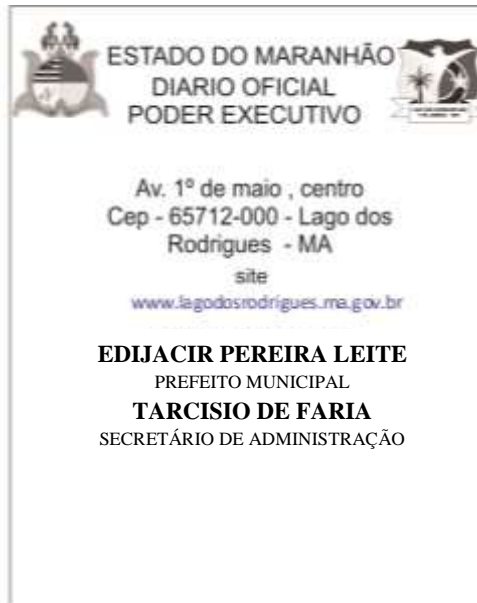 ESTADO DO MARANHÃO
DIARIO OFICIAL
PODER EXECUTIVO
Av. 1º de maio , centro
Cep - 65712-000 - Lago dos
Rodrigues - MA
site
www.lagodosrodrigues.ma.gov.br
EDIJACIR PEREIRA LEITE
PREFEITO MUNICIPAL
TARCISIO DE FARIA
SECRETÁRIO DE ADMINISTRAÇÃO